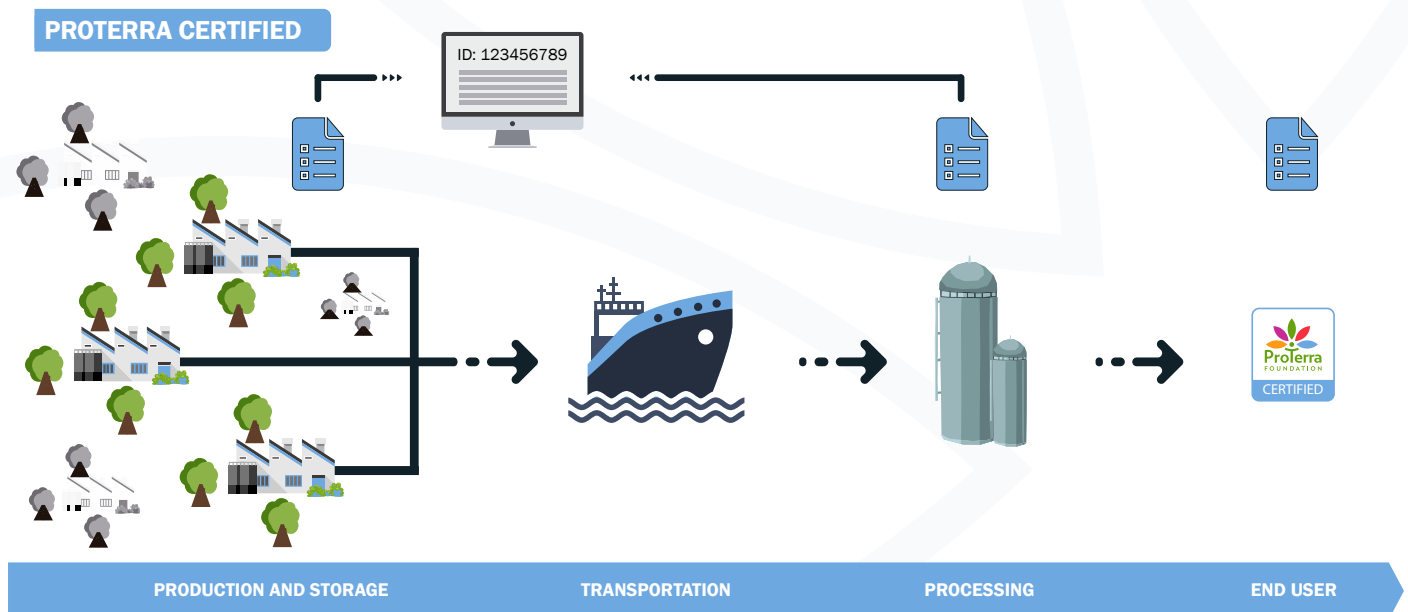 PROTERRA CERTIFIED
ID: 123456789
ProTerra
FOUNDATION
CERTIFIED
PRODUCTION AND STORAGE
TRANSPORTATION
PROCESSING
END USER